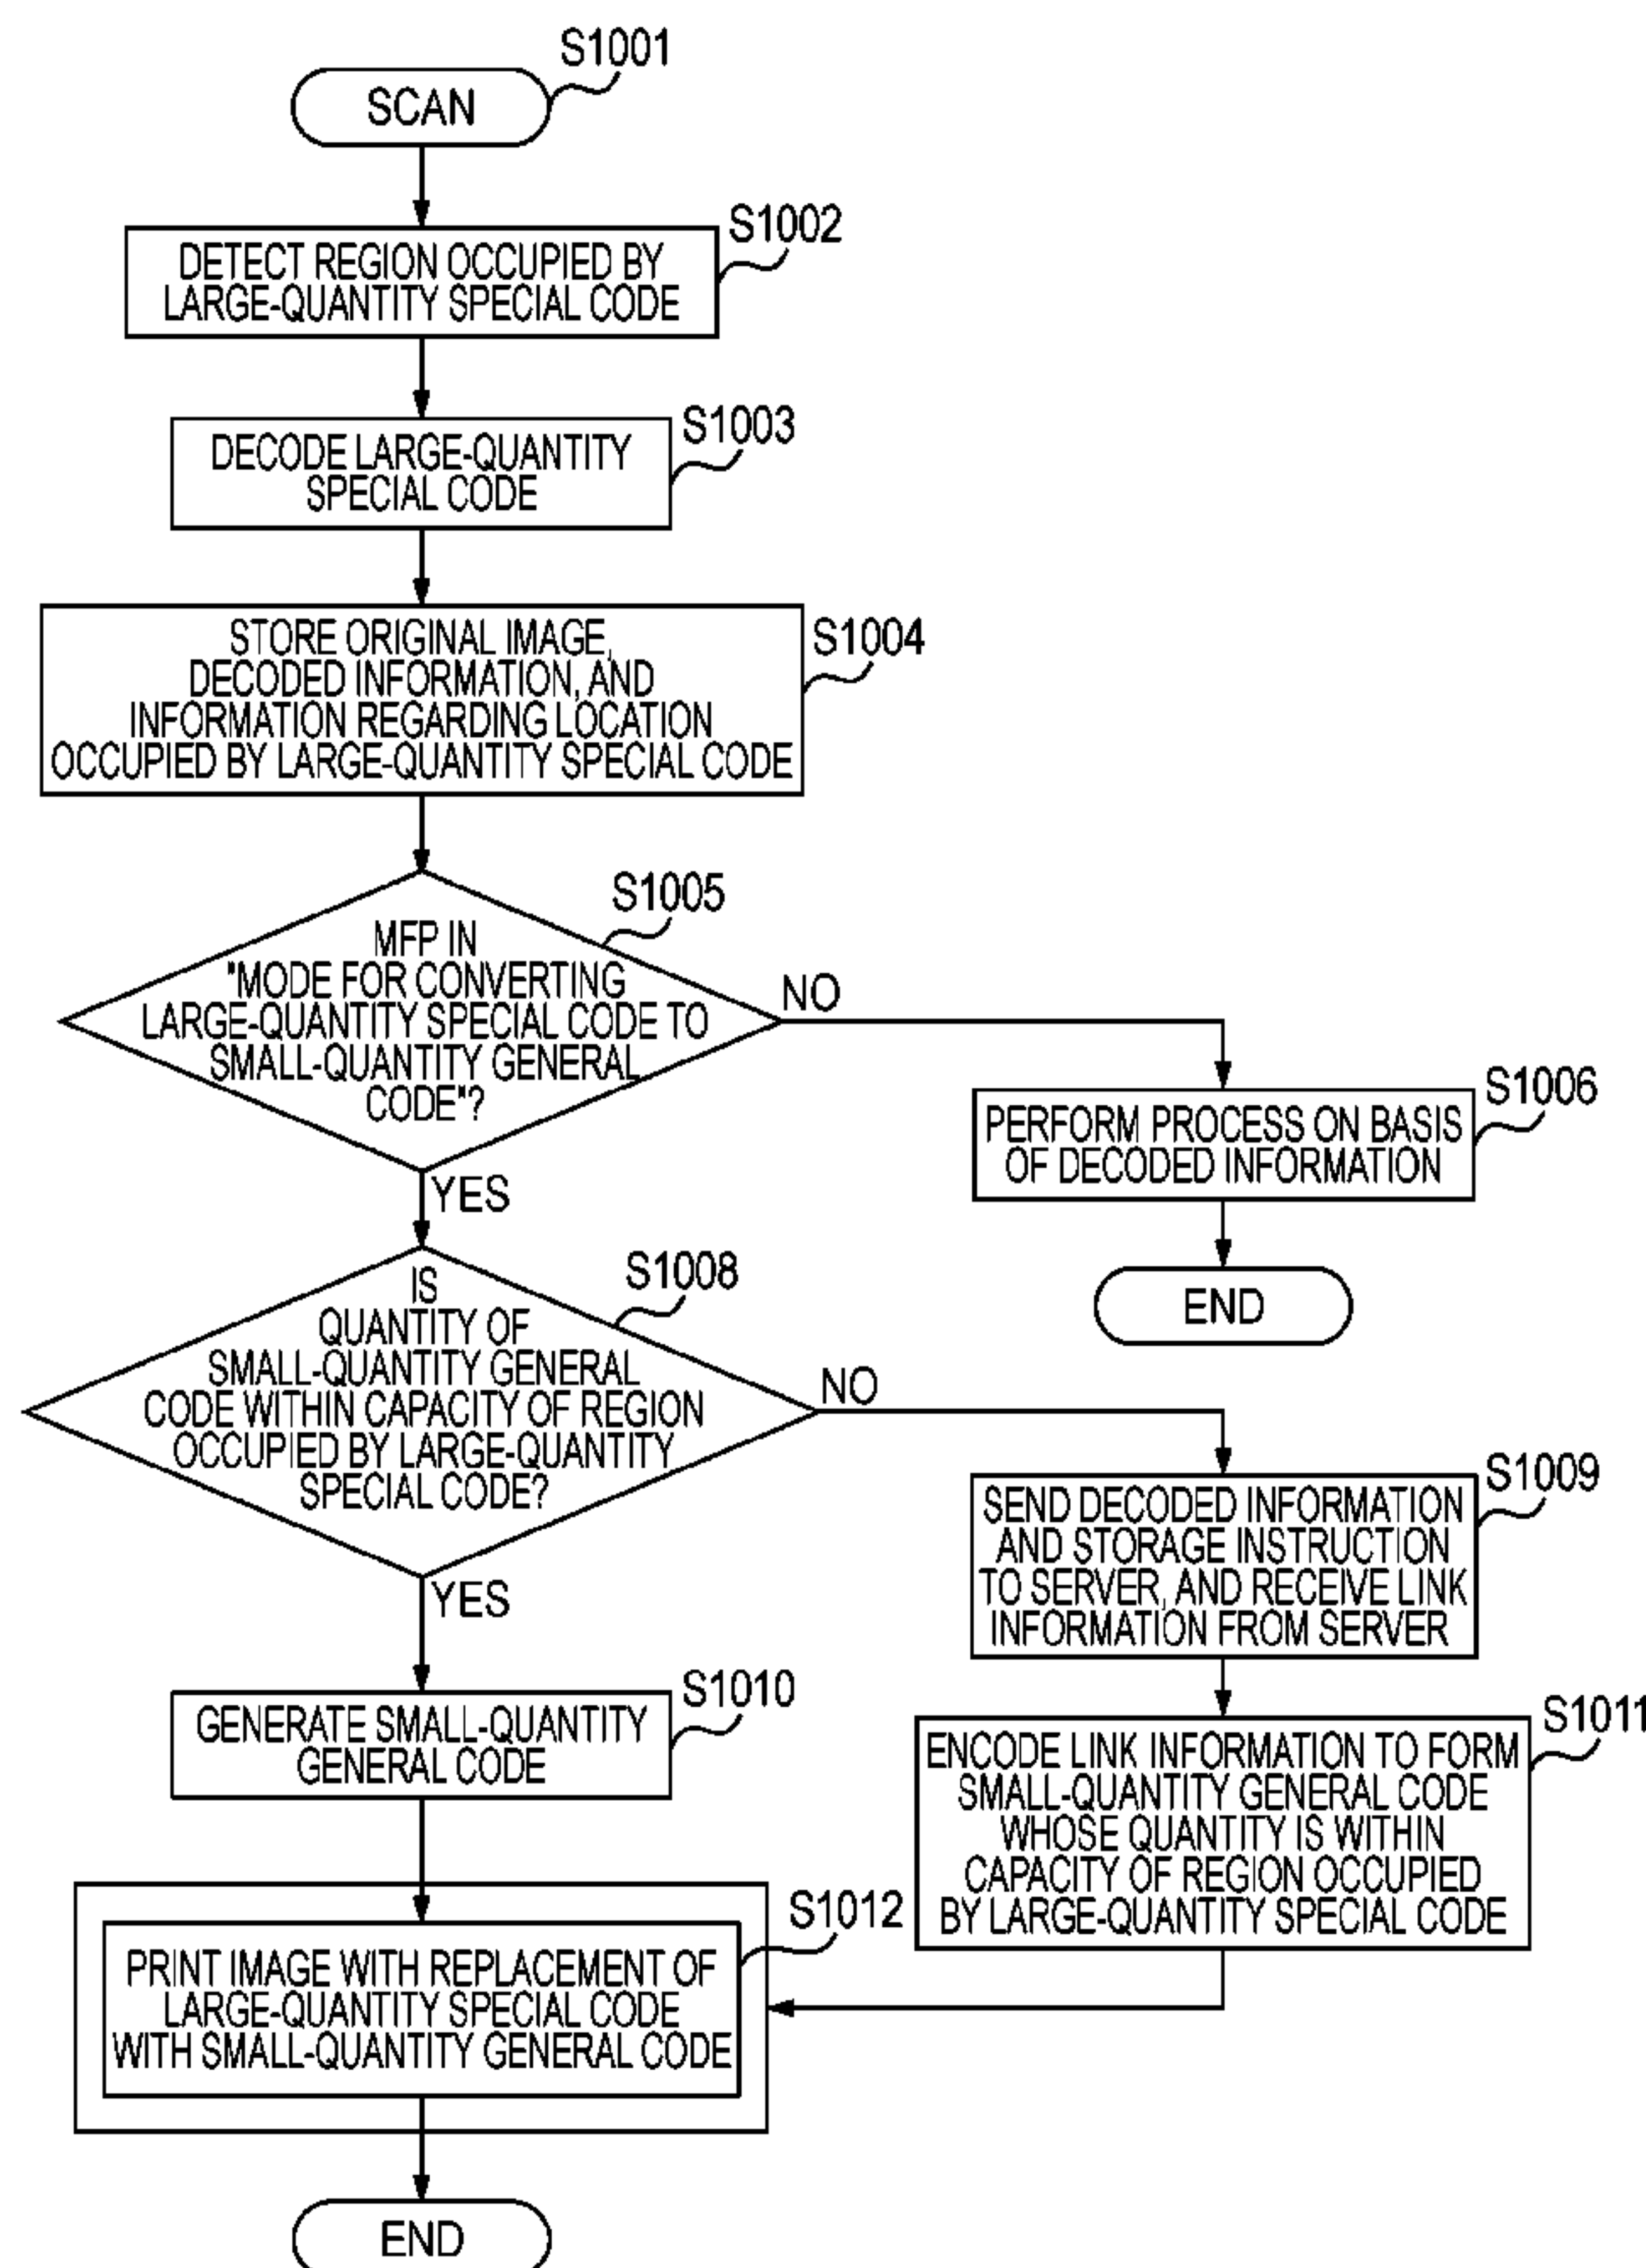 S1001
SCAN
S1002
DETECT REGION OCCUPIED BY
LARGE-QUANTITY SPECIAL CODE
S1003
DECODE LARGE-QUANTITY
SPECIAL CODE
S1004
STORE ORIGINAL IMAGE,
DECODED INFORMATION, AND
INFORMATION REGARDING LOCATION
OCCUPIED BY LARGE-QUANTITY SPECIAL CODE
S1005
MFP IN
"MODE FOR CONVERTING
LARGE-QUANTITY SPECIAL CODE TO
SMALL-QUANTITY GENERAL
CODE"?
NO
YES
S1006
PERFORM PROCESS ON BASIS
OF DECODED INFORMATION
END
S1008
IS
QUANTITY OF
SMALL-QUANTITY GENERAL
CODE WITHIN CAPACITY OF REGION
OCCUPIED BY LARGE-QUANTITY
SPECIAL CODE?
NO
YES
S1009
SEND DECODED INFORMATION
AND STORAGE INSTRUCTION
TO SERVER, AND RECEIVE LINK
INFORMATION FROM SERVER
S1010
GENERATE SMALL-QUANTITY
GENERAL CODE
S1011
ENCODE LINK INFORMATION TO FORM
SMALL-QUANTITY GENERAL CODE
WHOSE QUANTITY IS WITHIN
CAPACITY OF REGION OCCUPIED
BY LARGE-QUANTITY SPECIAL CODE
S1012
PRINT IMAGE WITH REPLACEMENT OF
LARGE-QUANTITY SPECIAL CODE
WITH SMALL-QUANTITY GENERAL CODE
END